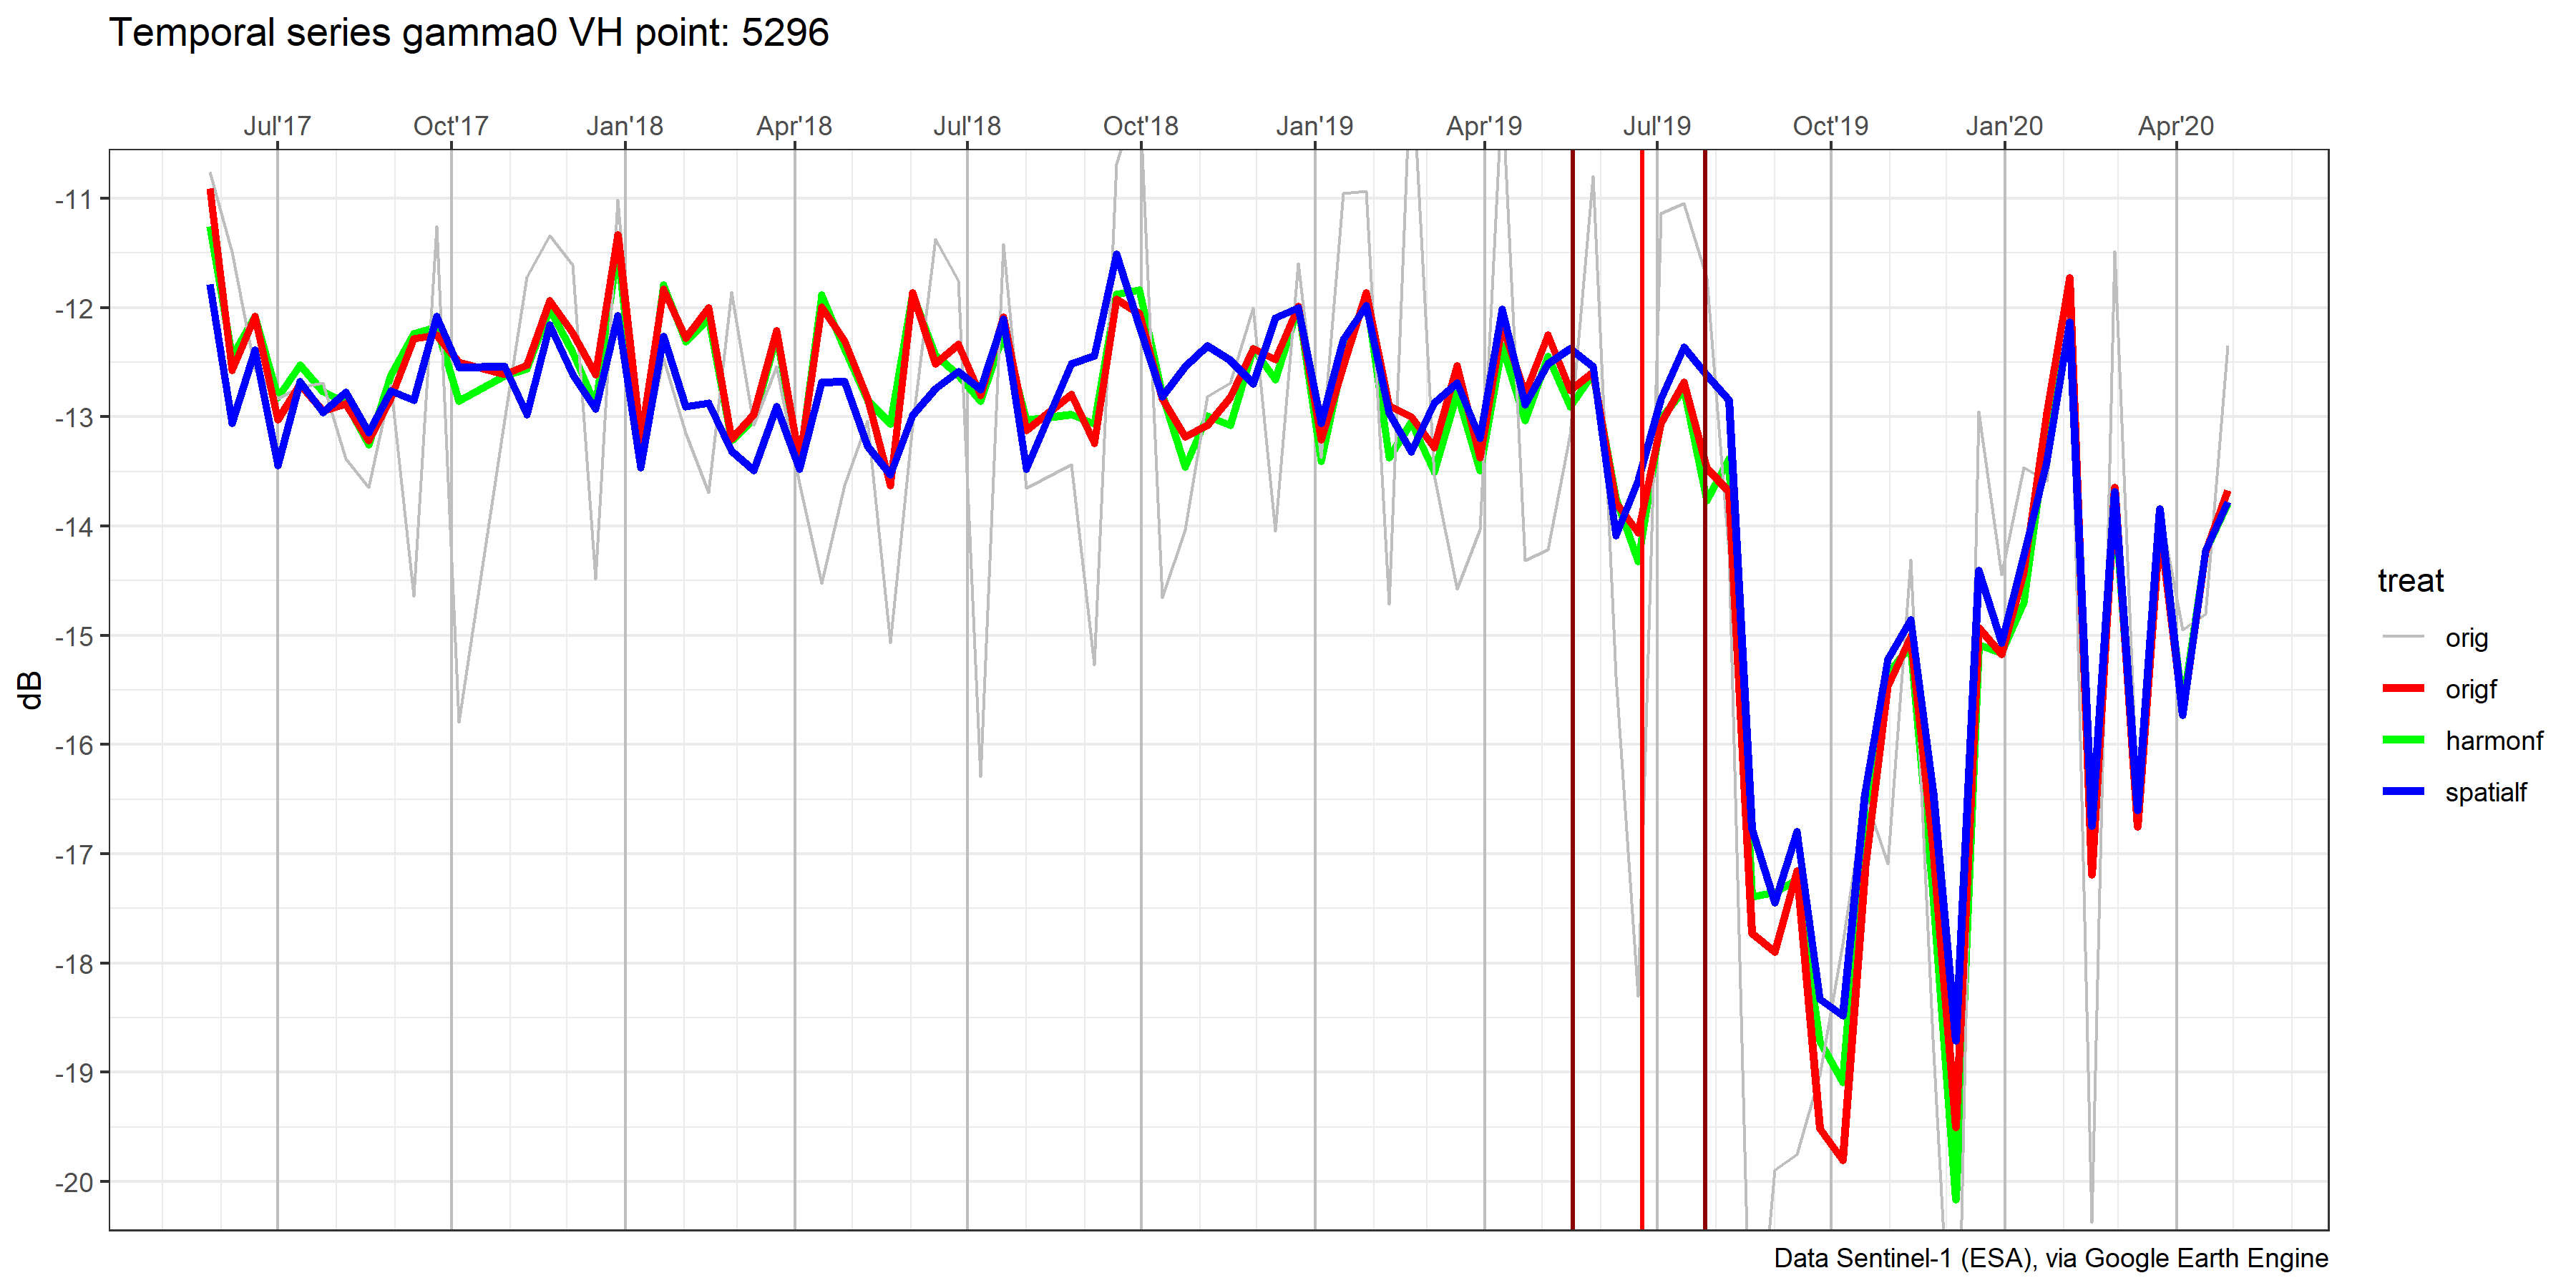 Temporal series gamma0 VH point: 5296
Jul'17 Oct'17 Jan'18 Apr'18 Jul'18 Oct'18 Jan'19 Apr'19 Jul'19 Oct'19 Jan'20 Apr'20
-11
-12
-13
-14
-15
-16
-17
-18
-19
-20
dB
treat
orig
origf
harmonf
spatialf
Data Sentinel-1 (ESA), via Google Earth Engine